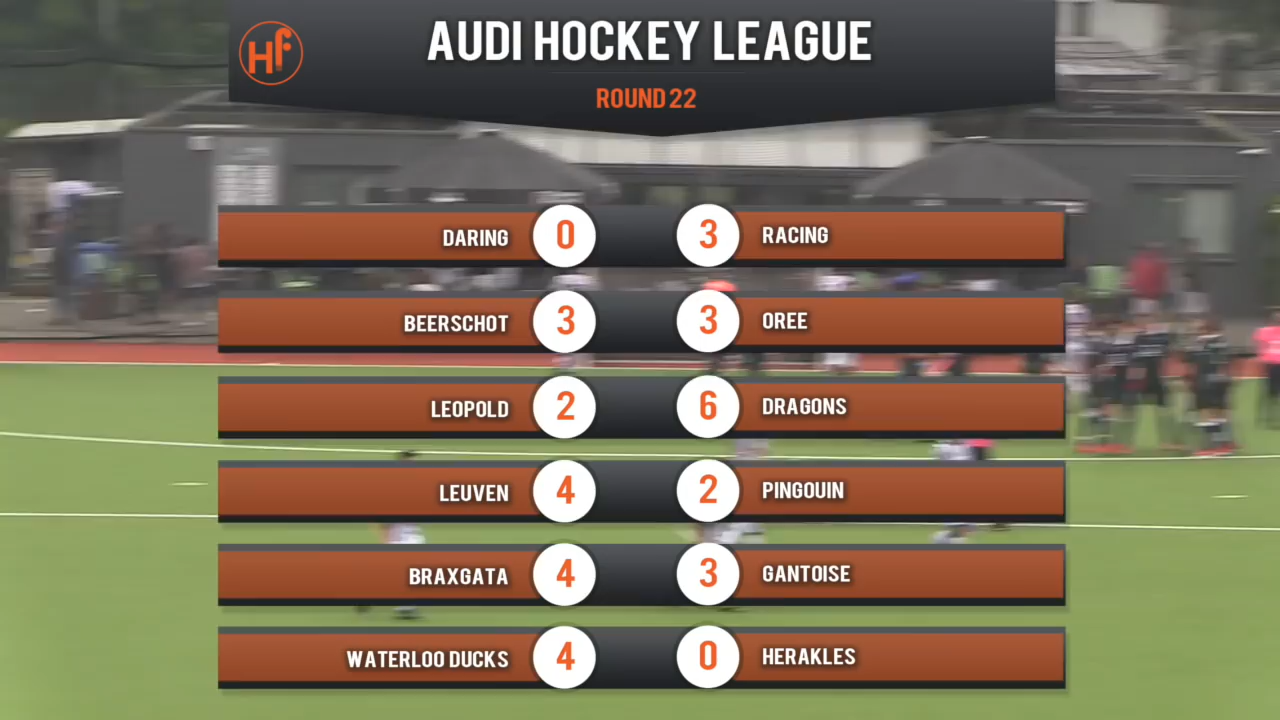 HF
AUDI HOCKEY LEAGUE
ROUND 22
DARING 0 3 RACING
BEERSCHOT 3 3 OREE
LEOPOLD 2 6 DRAGONS
LEUVEN 4 2 PINGOUIN
BRAXGATA 4 3 GANTOISE
WATERLOO DUCKS 4 0 HERAKLES